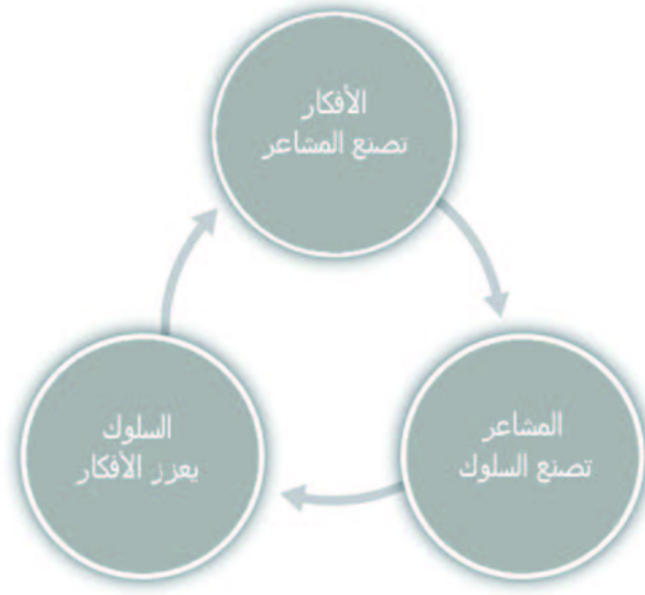 الأفكار
تصنع المشاعر
المشاعر
تصنع السلوك
السلوك
يعزز الأفكار